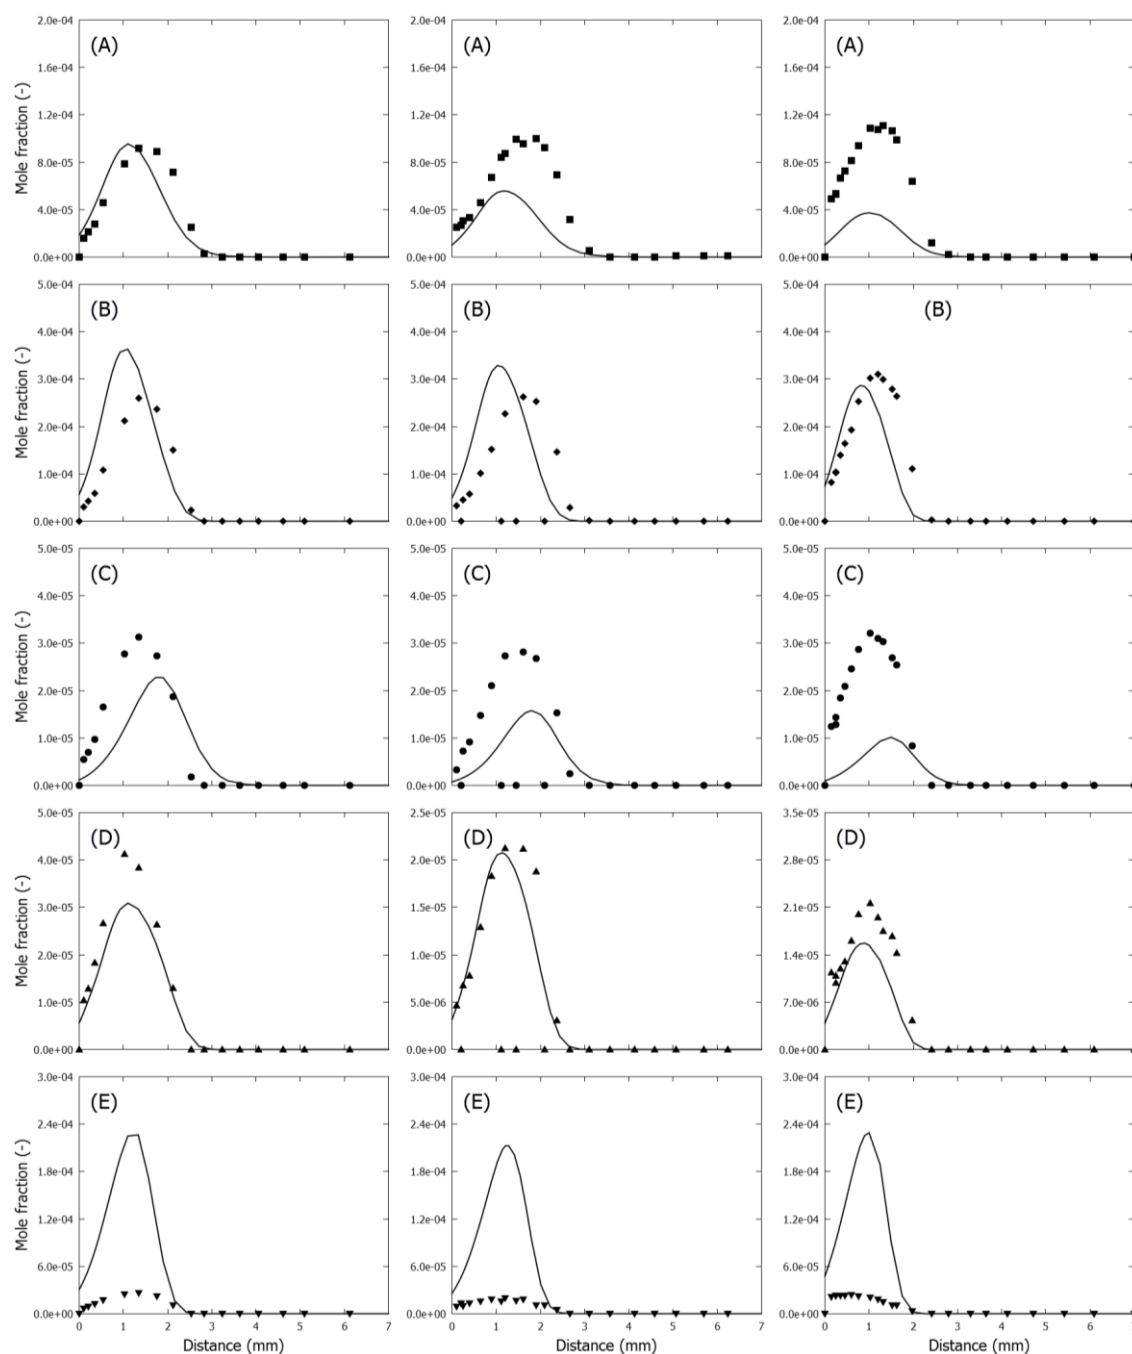 2.0e-04 2.0e-04 2.0e-04
(A) (A) (A)
1.6e-04 1.6e-04 1.6e-04
Mole fraction (-)
1.2e-04 1.2e-04 1.2e-04
8.0e-05 8.0e-05 8.0e-05
4.0e-05 4.0e-05 4.0e-05
0.0e+00 0.0e+00 0.0e+00
5.0e-04 5.0e-04 5.0e-04
(B) (B) (B)
4.0e-04 4.0e-04 4.0e-04
Mole fraction (-)
3.0e-04 3.0e-04 3.0e-04
2.0e-04 2.0e-04 2.0e-04
1.0e-04 1.0e-04 1.0e-04
0.0e+00 0.0e+00 0.0e+00
5.0e-05 5.0e-05 5.0e-05
(C) (C) (C)
4.0e-05 4.0e-05 4.0e-05
Mole fraction (-)
3.0e-05 3.0e-05 3.0e-05
2.0e-05 2.0e-05 2.0e-05
1.0e-05 1.0e-05 1.0e-05
0.0e+00 0.0e+00 0.0e+00
5.0e-05 2.5e-05 3.5e-05
(D) (D) (D)
4.0e-05 2.0e-05 2.8e-05
Mole fraction (-)
3.0e-05 1.5e-05 2.1e-05
2.0e-05 1.0e-05 1.4e-05
1.0e-05 5.0e-06 7.0e-06
0.0e+00 0.0e+00 0.0e+00
3.0e-04 3.0e-04 3.0e-04
(E) (E) (E)
2.4e-04 2.4e-04 2.4e-04
Mole fraction (-)
1.8e-04 1.8e-04 1.8e-04
1.2e-04 1.2e-04 1.2e-04
6.0e-05 6.0e-05 6.0e-05
0.0e+00 0.0e+00 0.0e+00
0 1 2 3 4 5 6 7 0 1 2 3 4 5 6 7 0 1 2 3 4 5 6
Distance (mm) Distance (mm) Distance (mm)